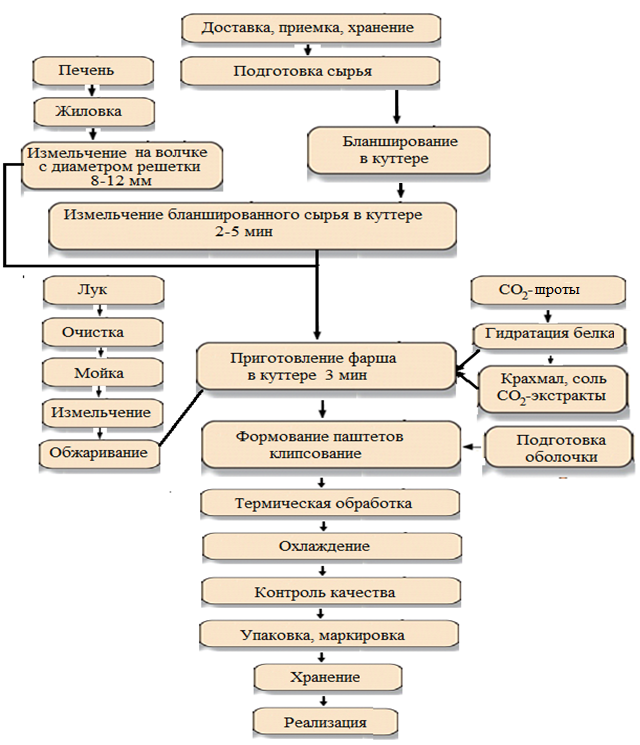 Доставка, приемка, хранение
Подготовка сырья
Печень
Жиловка
Измельчение на волчке
с диаметром решетки
8-12 мм
Бланширование
в куттере
Измельчение бланшированного сырья в куттере
2-5 мин
Лук
Очистка
Мойка
Измельчение
Обжаривание
СО2-шроты
Гидратация белка
Крахмал, соль
СО2-экстракты
Приготовление фарша
в куттере 3 мин
Формование паштетов
клипсование
Подготовка
оболочки
Термическая обработка
Охлаждение
Контроль качества
Упаковка, маркировка
Хранение
Реализация